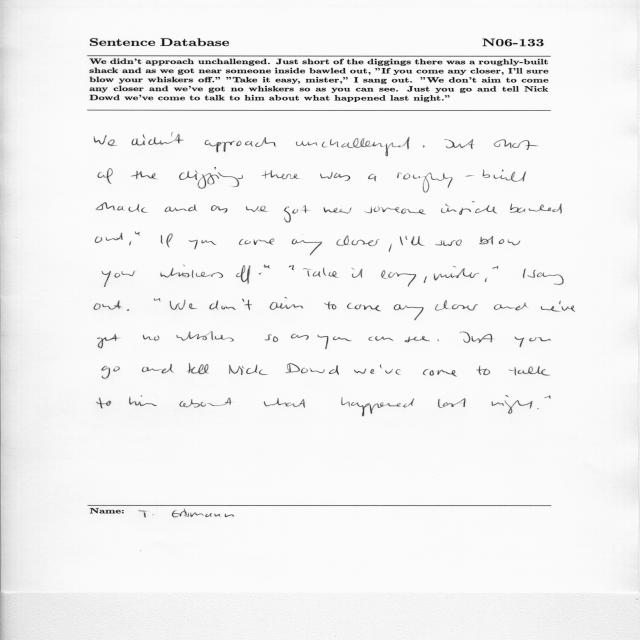 Sentence Database N06-133
We didn't approach unchallenged. Just short of the diggings there was a roughly-built
shack and as we got near someone inside bawled out, "If you come any closer, I'll sure
blow your whiskers off." "Take it easy, mister," I sang out. "We don't aim to come
any closer and we've got no whiskers so as you can see. Just you go and tell Nick
Dowd we've come to talk to him about what happened last night."
We didn't approach unchallenged. Just short
of the diggings there was a roughly-built
shack and as we got near someone inside bawled
out, "If you come any closer, I'll sure blow
your whiskers off." "Take it easy, mister," I sang
out. "We don't aim to come any closer and we've
got no whiskers so as you can see. Just you
go and tell Nick Dowd we've come to talk
to him about what happened last night."
Name: T. Erdmann